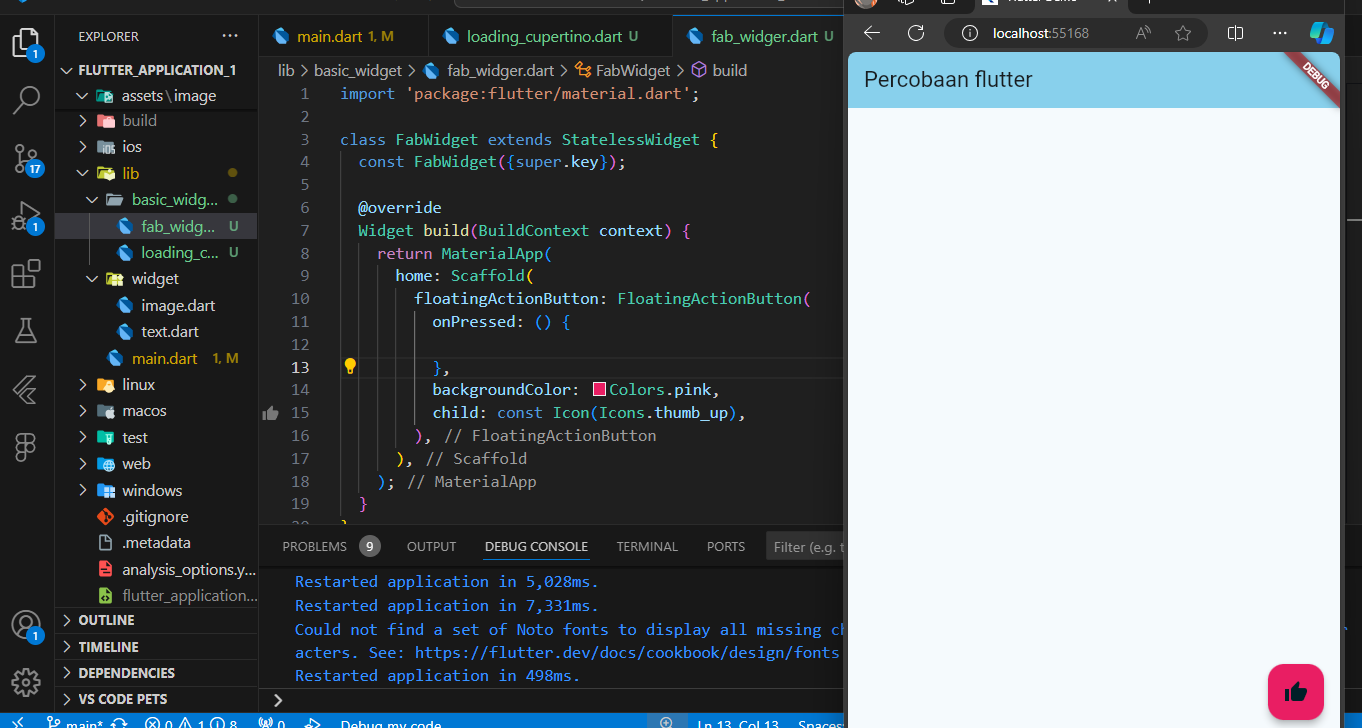 EXPLORER
FLUTTER_APPLICATION_1
assets\image
build
ios
lib
basic_widg...
fab_widg... U
loading_c... U
widget
image.dart
text.dart
main.dart 1, M
linux
macos
test
web
windows
.gitignore
.metadata
analysis_options.y...
flutter_application...
OUTLINE
TIMELINE
DEPENDENCIES
VS CODE PETS
1
17
1
1
main.dart 1, M
loading_cupertino.dart U
fab_widger.dart U
lib > basic_widget > fab_widger.dart > FabWidget > build
1 import 'package:flutter/material.dart';
2
3 class FabWidget extends StatelessWidget {
4 const FabWidget({super.key});
5
6 @override
7 Widget build(BuildContext context) {
8 return MaterialApp(
9 home: Scaffold(
10 floatingActionButton: FloatingActionButton(
11 onPressed: () {
12
13 },
14 backgroundColor: Colors.pink,
15 child: const Icon(Icons.thumb_up),
16 ), // FloatingActionButton
17 ), // Scaffold
18 ); // MaterialApp
19 }
PROBLEMS 9 OUTPUT DEBUG CONSOLE TERMINAL PORTS Filter (e.g. t
Restarted application in 5,028ms.
Restarted application in 7,331ms.
Could not find a set of Noto fonts to display all missing ch
acters. See: https://flutter.dev/docs/cookbook/design/fonts
Restarted application in 498ms.
>
main* 0 1 8 0 Debug my code Ln 13, Col 13 Spaces
localhost:55168
Percobaan flutter
DEBUG